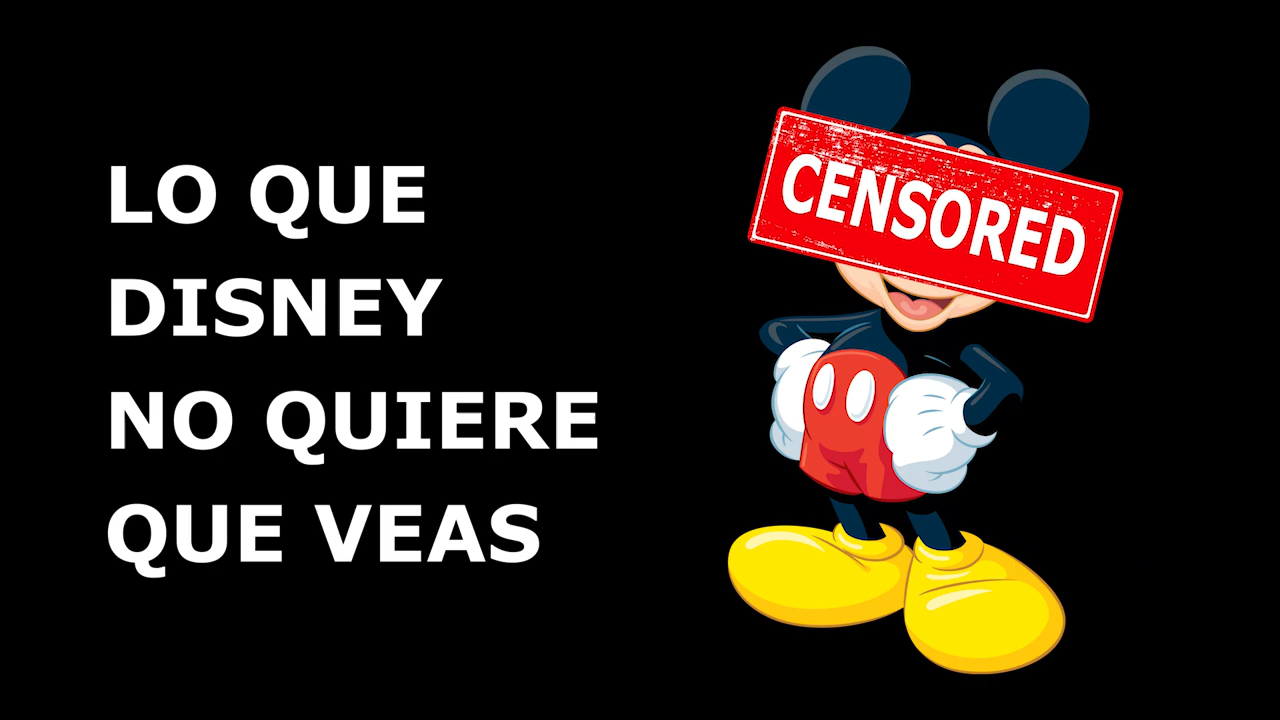 LO QUE
DISNEY
NO QUIERE
QUE VEAS
CENSORED